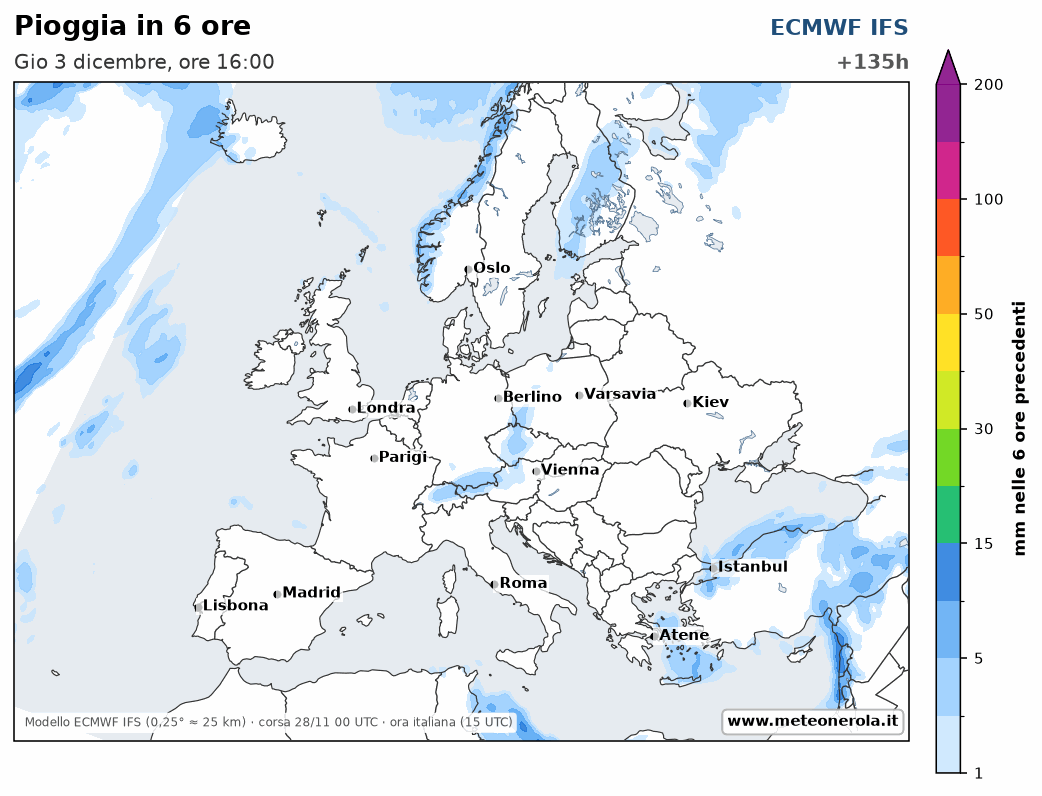 Pioggia in 6 ore
ECMWF IFS
Gio 3 dicembre, ore 16:00
+135h
200
100
50
30
15
5
1
mm nelle 6 ore precedenti
Oslo
Londra
Berlino
Varsavia
Kiev
Parigi
Vienna
Istanbul
Roma
Madrid
Lisbona
Atene
Modello ECMWF IFS (0,25° ≈ 25 km) · corsa 28/11 00 UTC · ora italiana (15 UTC)
www.meteonerola.it